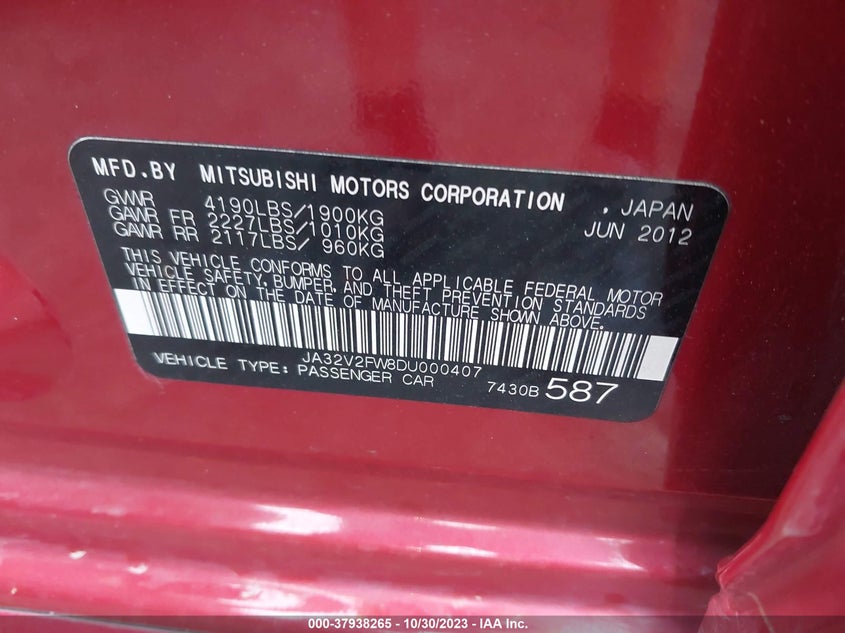 MFD.BY MITSUBISHI MOTORS CORPORATION , JAPAN
GVWR 4190LBS/1900KG JUN 2012
GAWR FR 2227LBS/1010KG
GAWR RR 2117LBS/ 960KG
THIS VEHICLE CONFORMS TO ALL APPLICABLE FEDERAL MOTOR
VEHICLE SAFETY, BUMPER, AND THEFT PREVENTION STANDARDS
IN EFFECT ON THE DATE OF MANUFACTURE SHOWN ABOVE.
JA32V2FW8DU000407
VEHICLE TYPE: PASSENGER CAR 7430B 587
000-37938265 - 10/30/2023 - IAA Inc.